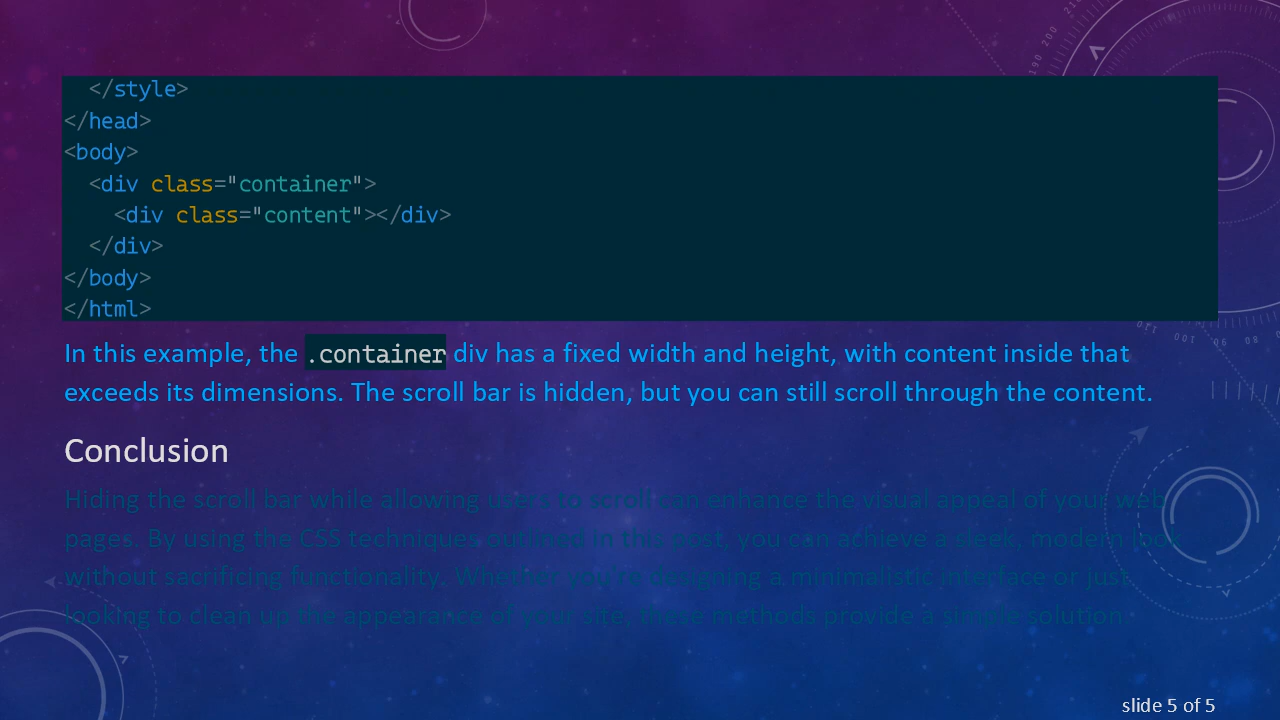 </style>
</head>
<body>
<div class="container">
<div class="content"></div>
</div>
</body>
</html>
In this example, the .container div has a fixed width and height, with content inside that
exceeds its dimensions. The scroll bar is hidden, but you can still scroll through the content.
Conclusion
Hiding the scroll bar while allowing users to scroll can enhance the visual appeal of your web
pages. By using the CSS techniques outlined in this post, you can achieve a sleek, modern look
without sacrificing functionality. Whether you're designing a minimalistic interface or just
looking to clean up the appearance of your site, these methods provide a simple solution.
slide 5 of 5